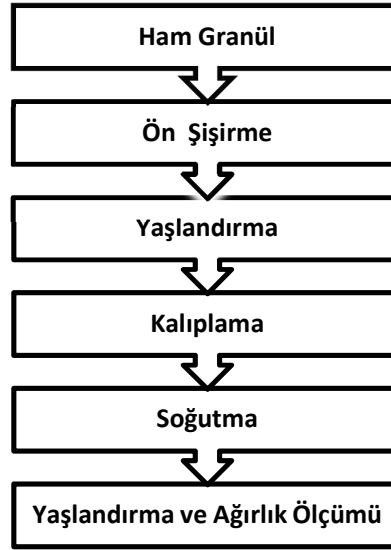 Ham Granül
Ön Şişirme
Yaşlandırma
Kalıplama
Soğutma
Yaşlandırma ve Ağırlık Ölçümü